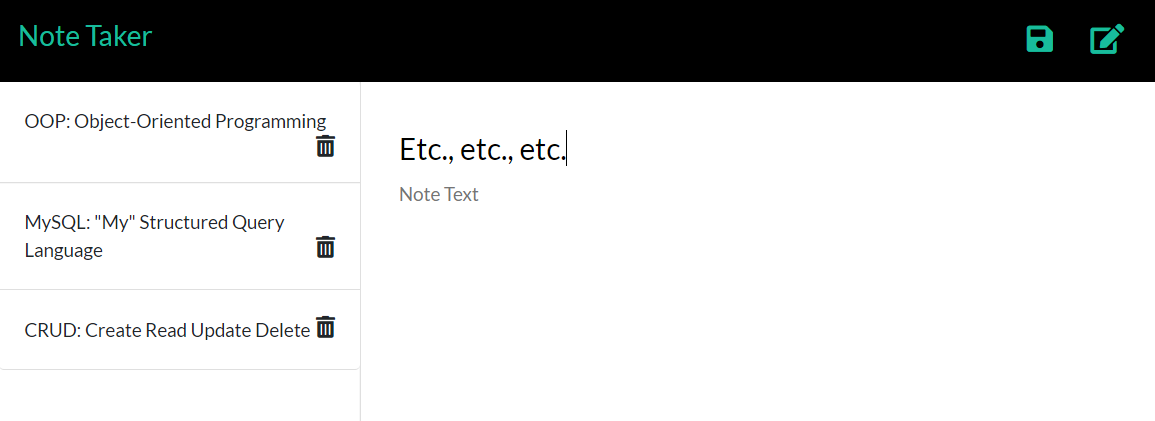 Note Taker
OOP: Object-Oriented Programming
MySQL: "My" Structured Query
Language
CRUD: Create Read Update Delete
Etc., etc., etc.
Note Text